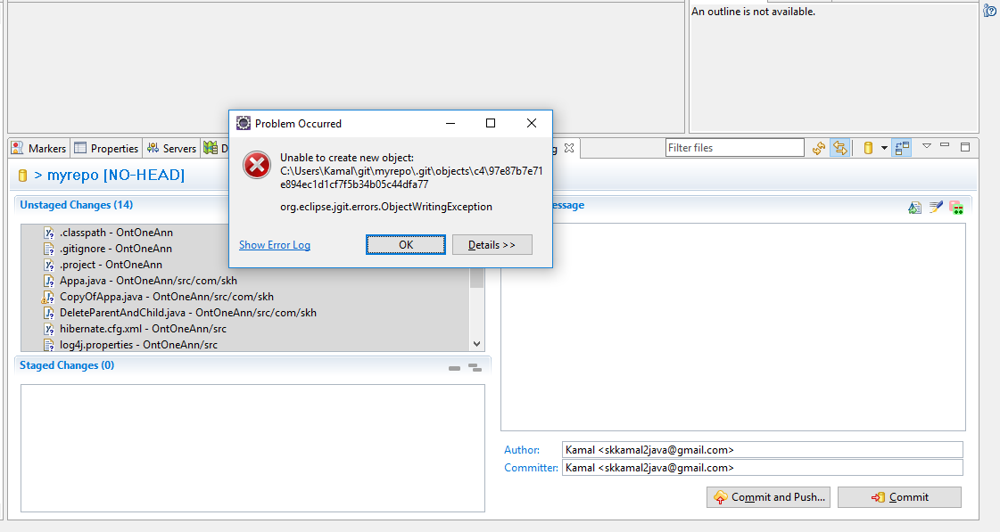 An outline is not available.
Problem Occurred
Unable to create new object:
C:\Users\Kamal\git\myrepo\.git\objects\c4\97e87b7e71
e894ec1d1cf7f5b34b05c44dfa77
org.eclipse.jgit.errors.ObjectWritingException
Show Error Log
OK
Details >>
Markers
Properties
Servers
D
g
Filter files
> myrepo [NO-HEAD]
Unstaged Changes (14)
.classpath - OntOneAnn
.gitignore - OntOneAnn
.project - OntOneAnn
Appa.java - OntOneAnn/src/com/skh
CopyOfAppa.java - OntOneAnn/src/com/skh
DeleteParentAndChild.java - OntOneAnn/src/com/skh
hibernate.cfg.xml - OntOneAnn/src
log4j.properties - OntOneAnn/src
Staged Changes (0)
essage
Author: Kamal <skkamal2java@gmail.com>
Committer: Kamal <skkamal2java@gmail.com>
Commit and Push...
Commit